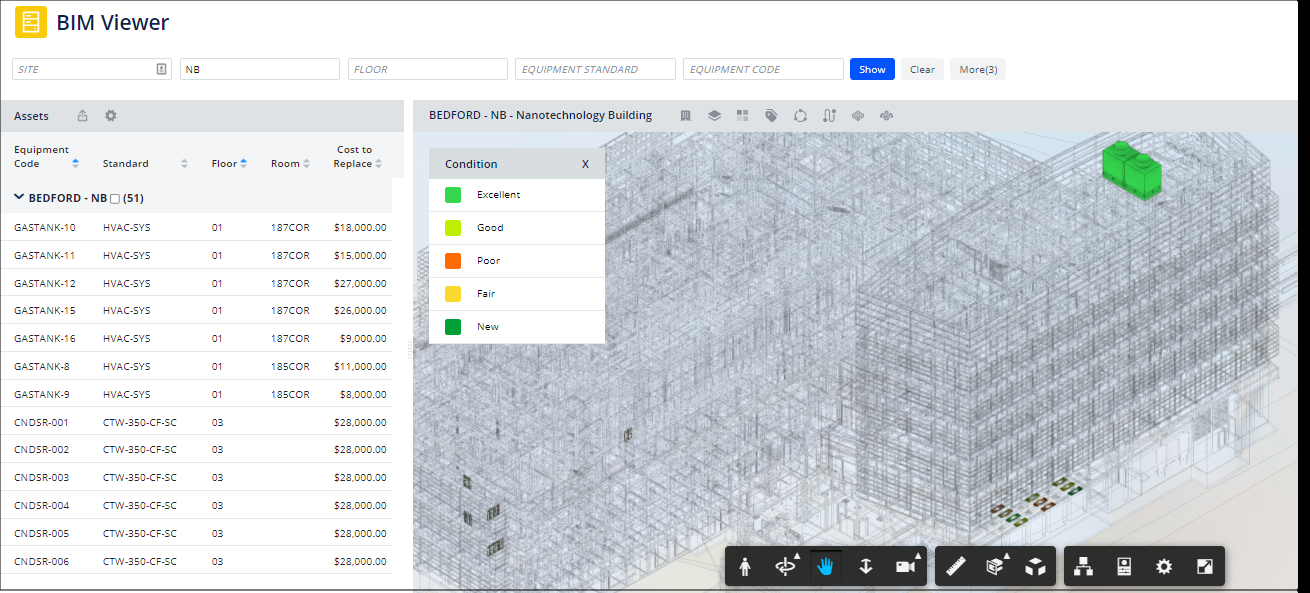 BIM Viewer
SITE NB FLOOR EQUIPMENT STANDARD EQUIPMENT CODE Show Clear More(3)
Assets
Equipment Code Standard Floor Room Cost to Replace
BEDFORD - NB (51)
GASTANK-10 HVAC-SYS 01 187COR $18,000.00
GASTANK-11 HVAC-SYS 01 187COR $15,000.00
GASTANK-12 HVAC-SYS 01 187COR $27,000.00
GASTANK-15 HVAC-SYS 01 187COR $26,000.00
GASTANK-16 HVAC-SYS 01 187COR $9,000.00
GASTANK-8 HVAC-SYS 01 185COR $11,000.00
GASTANK-9 HVAC-SYS 01 185COR $8,000.00
CNDSR-001 CTW-350-CF-SC 03 $28,000.00
CNDSR-002 CTW-350-CF-SC 03 $28,000.00
CNDSR-003 CTW-350-CF-SC 03 $28,000.00
CNDSR-004 CTW-350-CF-SC 03 $28,000.00
CNDSR-005 CTW-350-CF-SC 03 $28,000.00
CNDSR-006 CTW-350-CF-SC 03 $28,000.00
BEDFORD - NB - Nanotechnology Building
Condition X
Excellent
Good
Poor
Fair
New